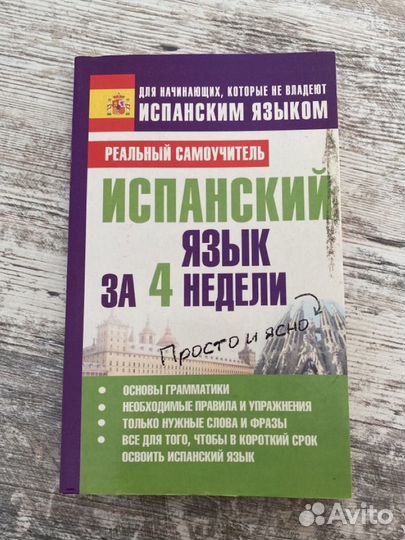 ДЛЯ НАЧИНАЮЩИХ, КОТОРЫЕ НЕ ВЛАДЕЮТ
ИСПАНСКИМ ЯЗЫКОМ
РЕАЛЬНЫЙ САМОУЧИТЕЛЬ
ИСПАНСКИЙ
ЯЗЫК
ЗА 4 НЕДЕЛИ
Просто и ясно
• ОСНОВЫ ГРАММАТИКИ
• НЕОБХОДИМЫЕ ПРАВИЛА И УПРАЖНЕНИЯ
• ТОЛЬКО НУЖНЫЕ СЛОВА И ФРАЗЫ
• ВСЕ ДЛЯ ТОГО, ЧТОБЫ В КОРОТКИЙ СРОК
ОСВОИТЬ ИСПАНСКИЙ ЯЗЫК
Avito